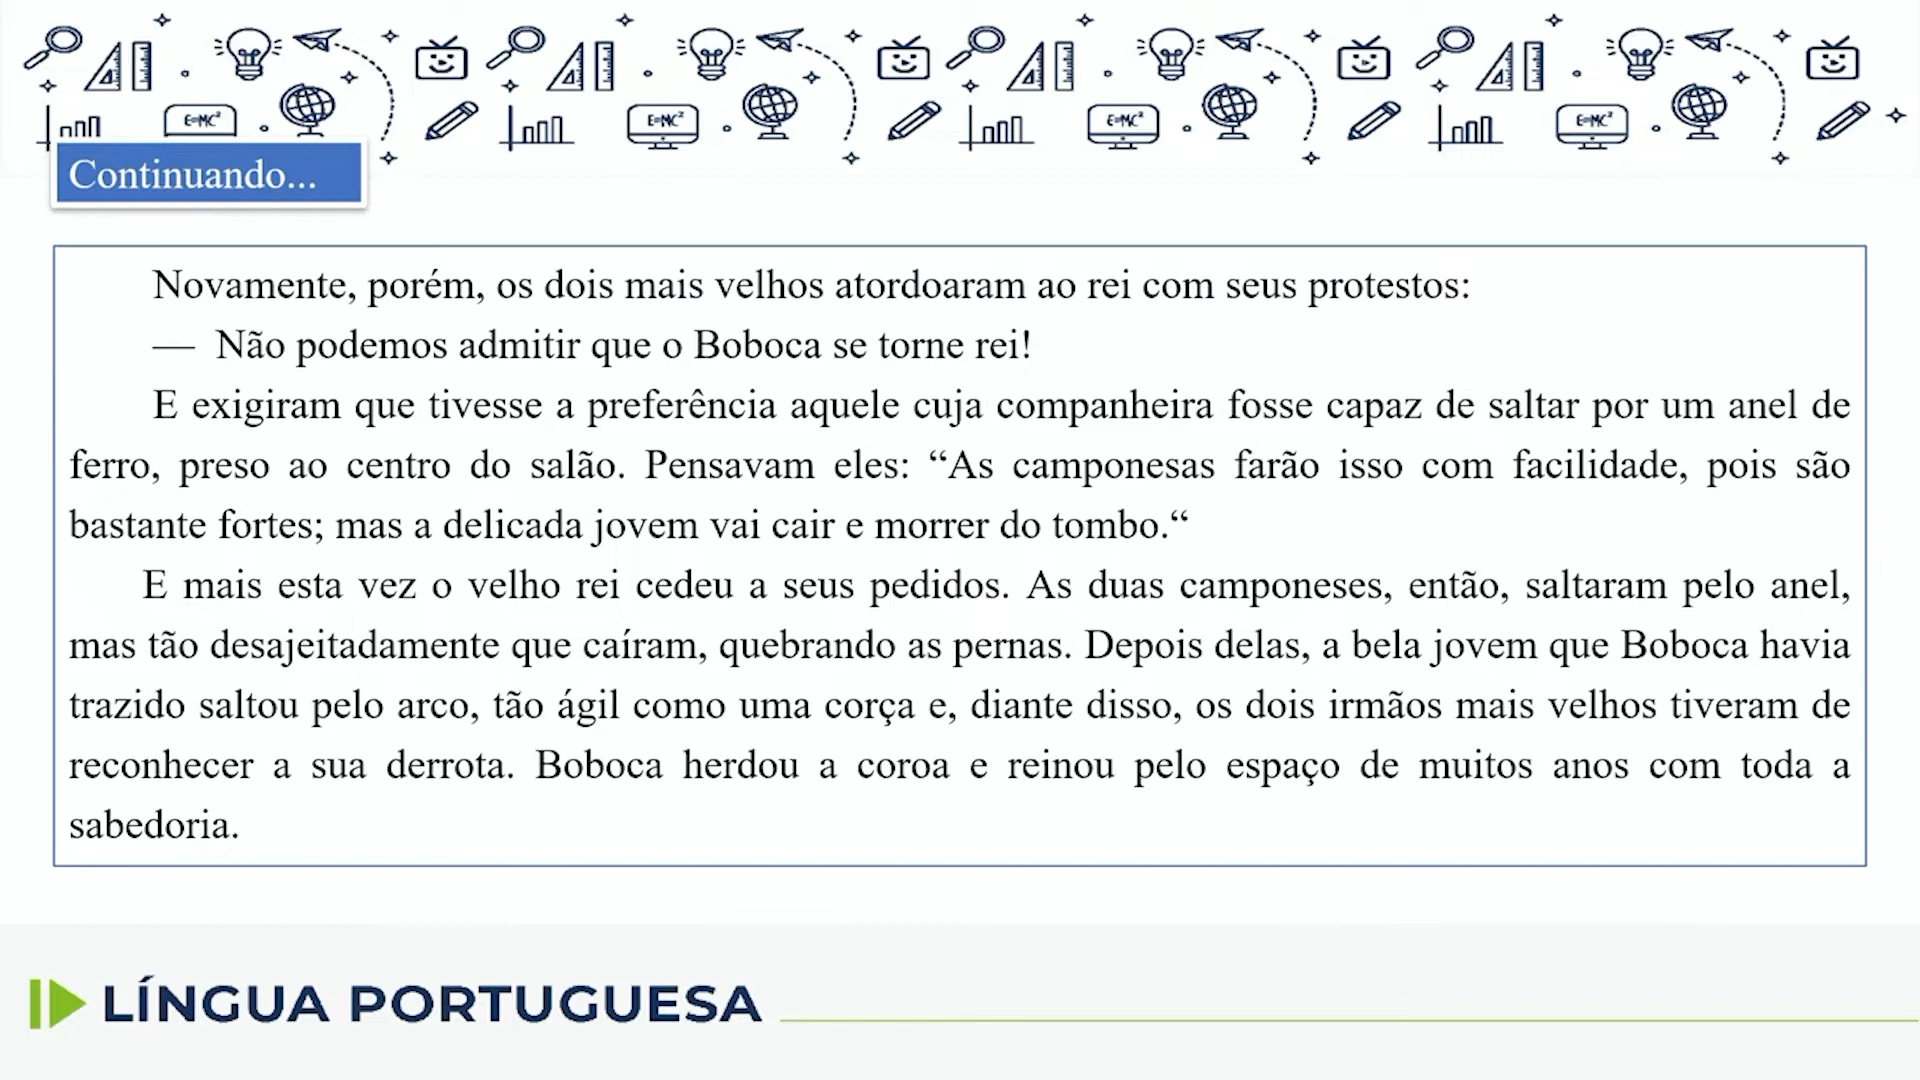 E=MC² E=MC² E=MC² E=MC²
Continuando...
Novamente, porém, os dois mais velhos atordoaram ao rei com seus protestos:
— Não podemos admitir que o Boboca se torne rei!
E exigiram que tivesse a preferência aquele cuja companheira fosse capaz de saltar por um anel de
ferro, preso ao centro do salão. Pensavam eles: “As camponesas farão isso com facilidade, pois são
bastante fortes; mas a delicada jovem vai cair e morrer do tombo.“
E mais esta vez o velho rei cedeu a seus pedidos. As duas camponeses, então, saltaram pelo anel,
mas tão desajeitadamente que caíram, quebrando as pernas. Depois delas, a bela jovem que Boboca havia
trazido saltou pelo arco, tão ágil como uma corça e, diante disso, os dois irmãos mais velhos tiveram de
reconhecer a sua derrota. Boboca herdou a coroa e reinou pelo espaço de muitos anos com toda a
sabedoria.
LÍNGUA PORTUGUESA